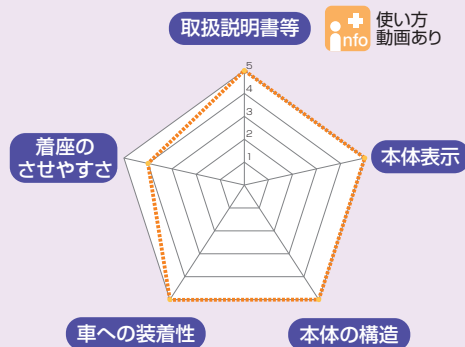 取扱説明書等
info
使い方
動画あり
5
4
3
2
1
着座の
させやすさ
本体表示
車への装着性
本体の構造